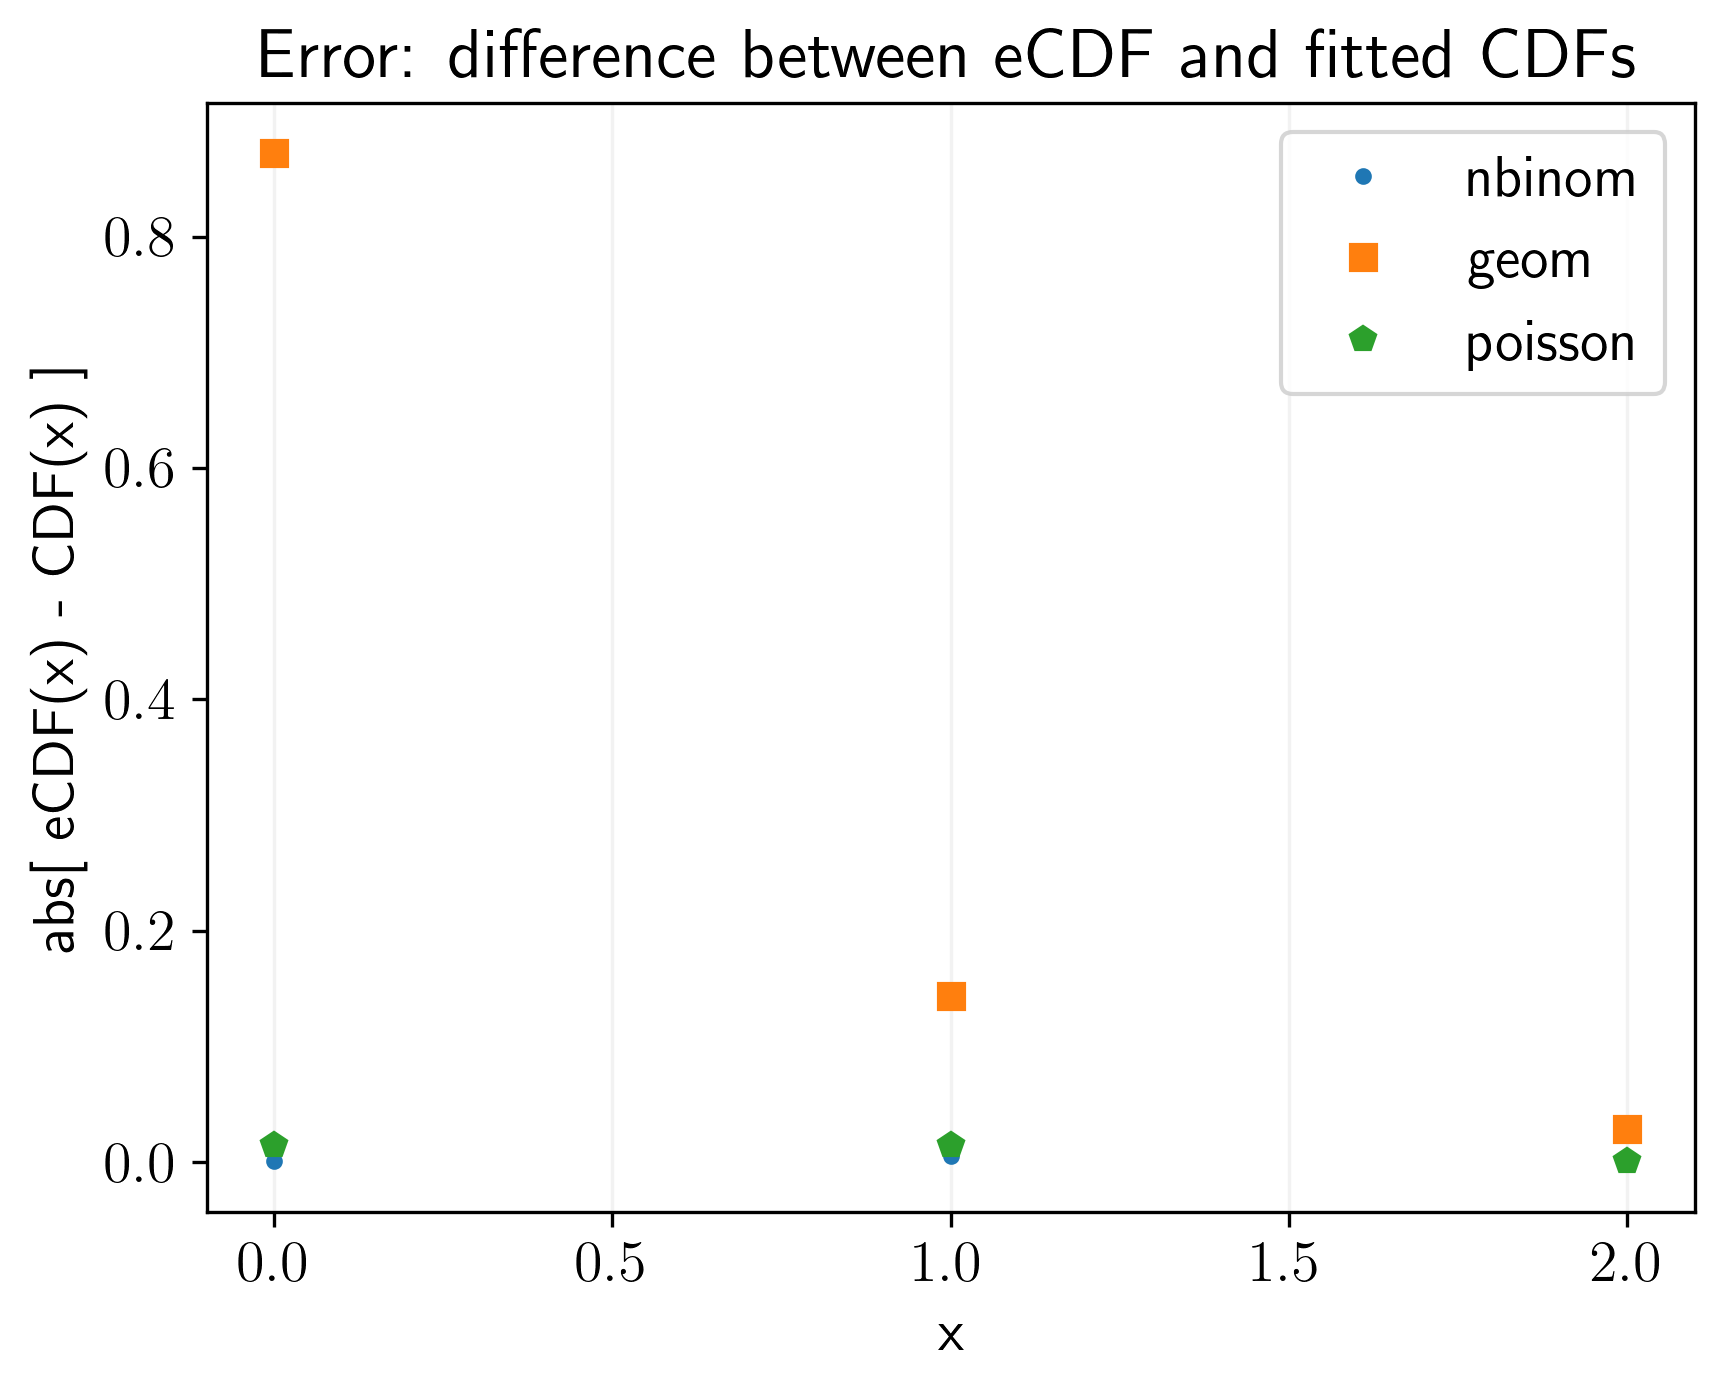 Error: difference between eCDF and fitted CDFs
nbinom
geom
poisson
abs[ eCDF(x) - CDF(x) ]
0.8
0.6
0.4
0.2
0.0
0.0 0.5 1.0 1.5 2.0
x